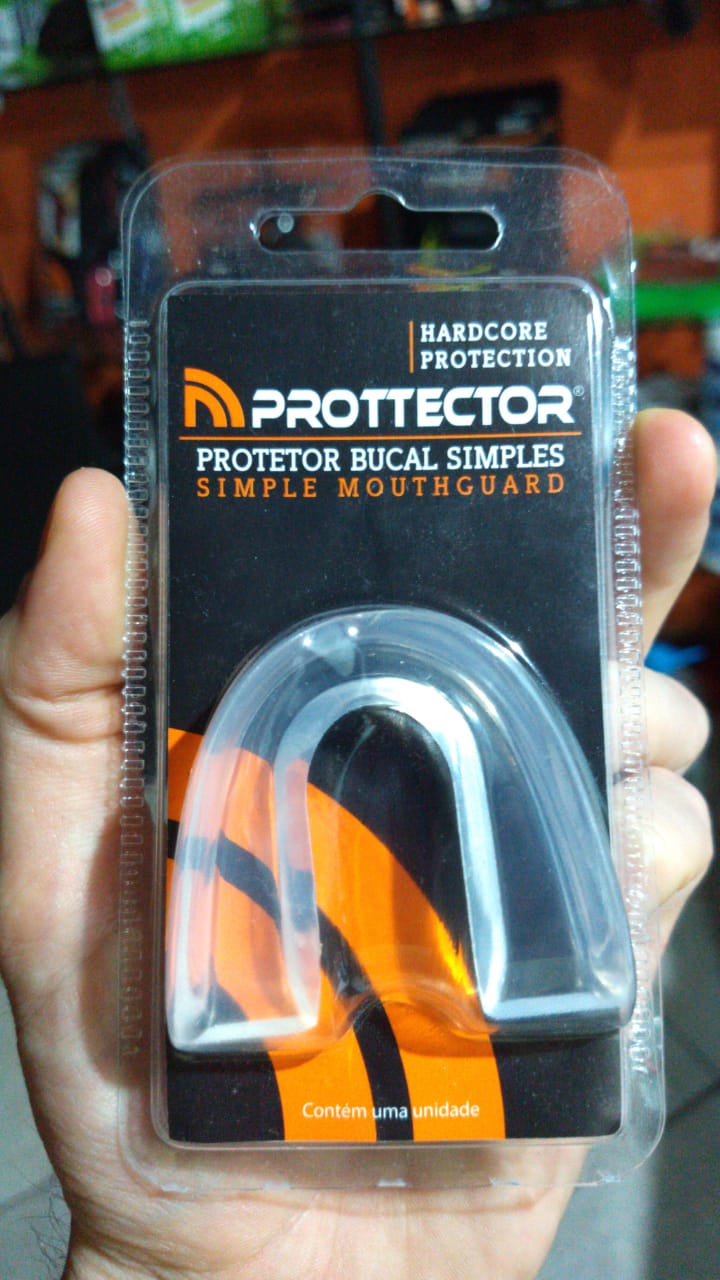 HARDCORE
PROTECTION
PROTTECTOR®
PROTETOR BUCAL SIMPLES
SIMPLE MOUTHGUARD
Contém uma unidade